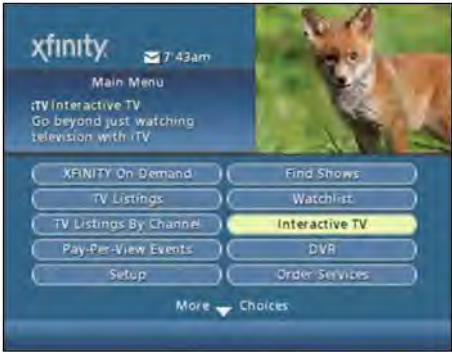 xfinity
7:43am
Main Menu
iTV Interactive TV
Go beyond just watching
television with iTV
XFINITY On Demand
Find Shows
TV Listings
Watchlist
TV Listings By Channel
Interactive TV
Pay-Per-View Events
DVR
Setup
Order Services
More Choices